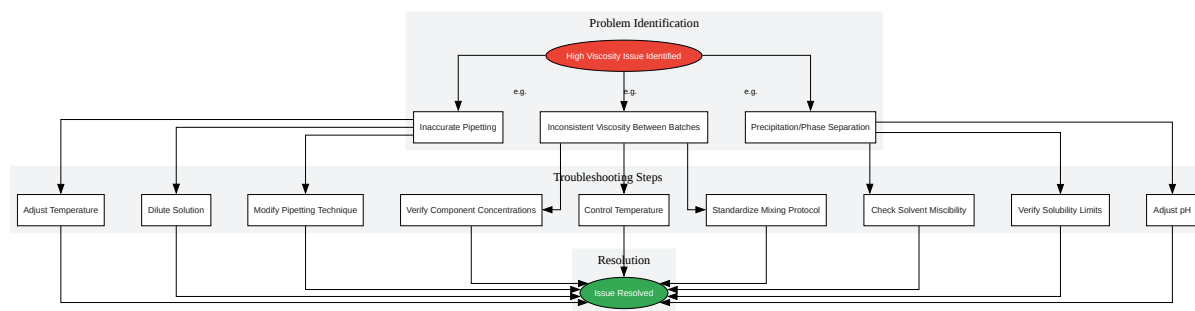 Problem Identification
High Viscosity Issue Identified
e.g.
e.g.
e.g.
Inaccurate Pipetting
Inconsistent Viscosity Between Batches
Precipitation/Phase Separation
Troubleshooting Steps
Adjust Temperature
Dilute Solution
Modify Pipetting Technique
Verify Component Concentrations
Control Temperature
Standardize Mixing Protocol
Check Solvent Miscibility
Verify Solubility Limits
Adjust pH
Resolution
Issue Resolved